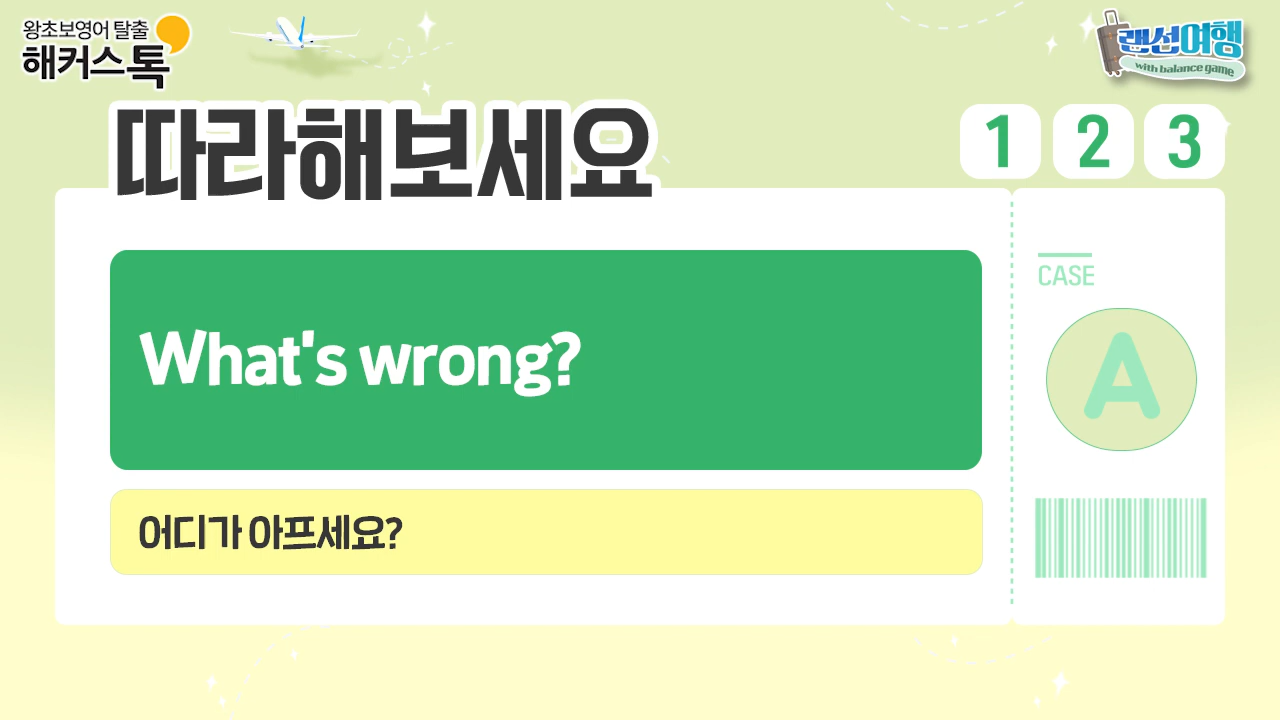 왕초보영어 탈출
해커스톡
랜선여행
with balance game
따라해보세요
1 2 3
What's wrong?
어디가 아프세요?
CASE
A